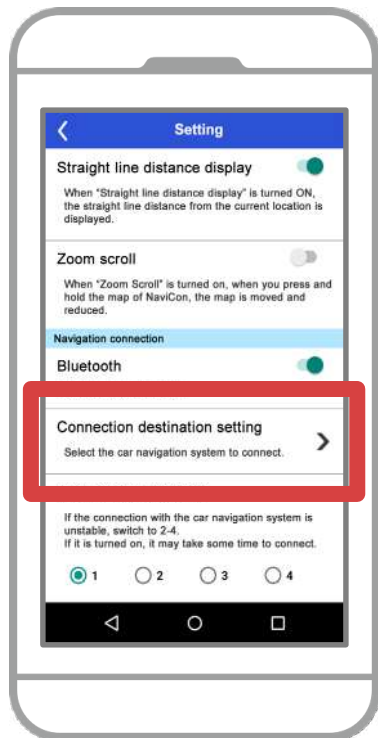 Setting
Straight line distance display
When "Straight line distance display" is turned ON,
the straight line distance from the current location is
displayed.
Zoom scroll
When "Zoom Scroll" is turned on, when you press and
hold the map of NaviCon, the map is moved and
reduced.
Navigation connection
Bluetooth
Connection destination setting
Select the car navigation system to connect.
If the connection with the car navigation system is
unstable, switch to 2-4.
If it is turned on, it may take some time to connect.
1 2 3 4